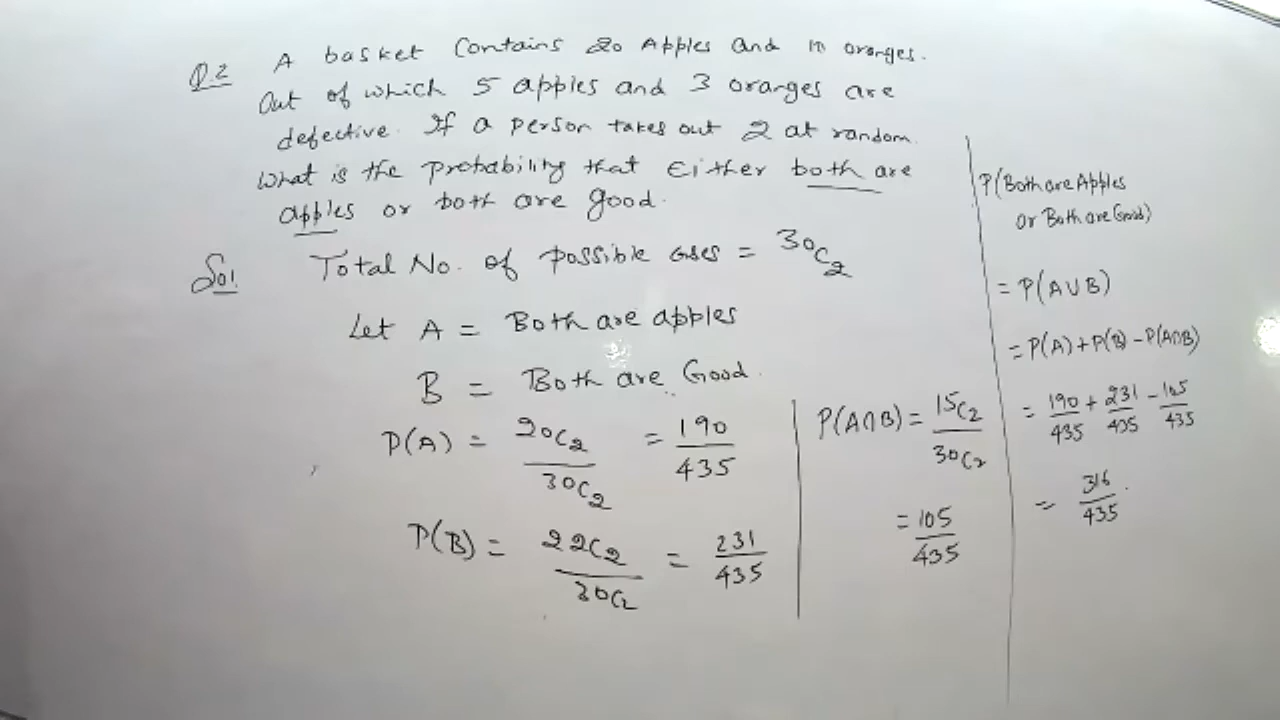 Q.2 A basket Contains 20 Apples and 10 oranges.
Out of which 5 apples and 3 oranges are
defective. If a person takes out 2 at random.
What is the probability that Either both are
apples or both are good.
Sol Total No. of possible cases = 30C2
Let A = Both are apples
B = Both are Good.
P(A) = 20C2/30C2 = 190/435
P(B) = 22C2/30C2 = 231/435
P(A∩B) = 15C2/30C2
= 105/435
P(Both are Apples
or Both are Good)
= P(A∪B)
= P(A) + P(B) - P(A∩B)
= 190/435 + 231/435 - 105/435
= 316/435.